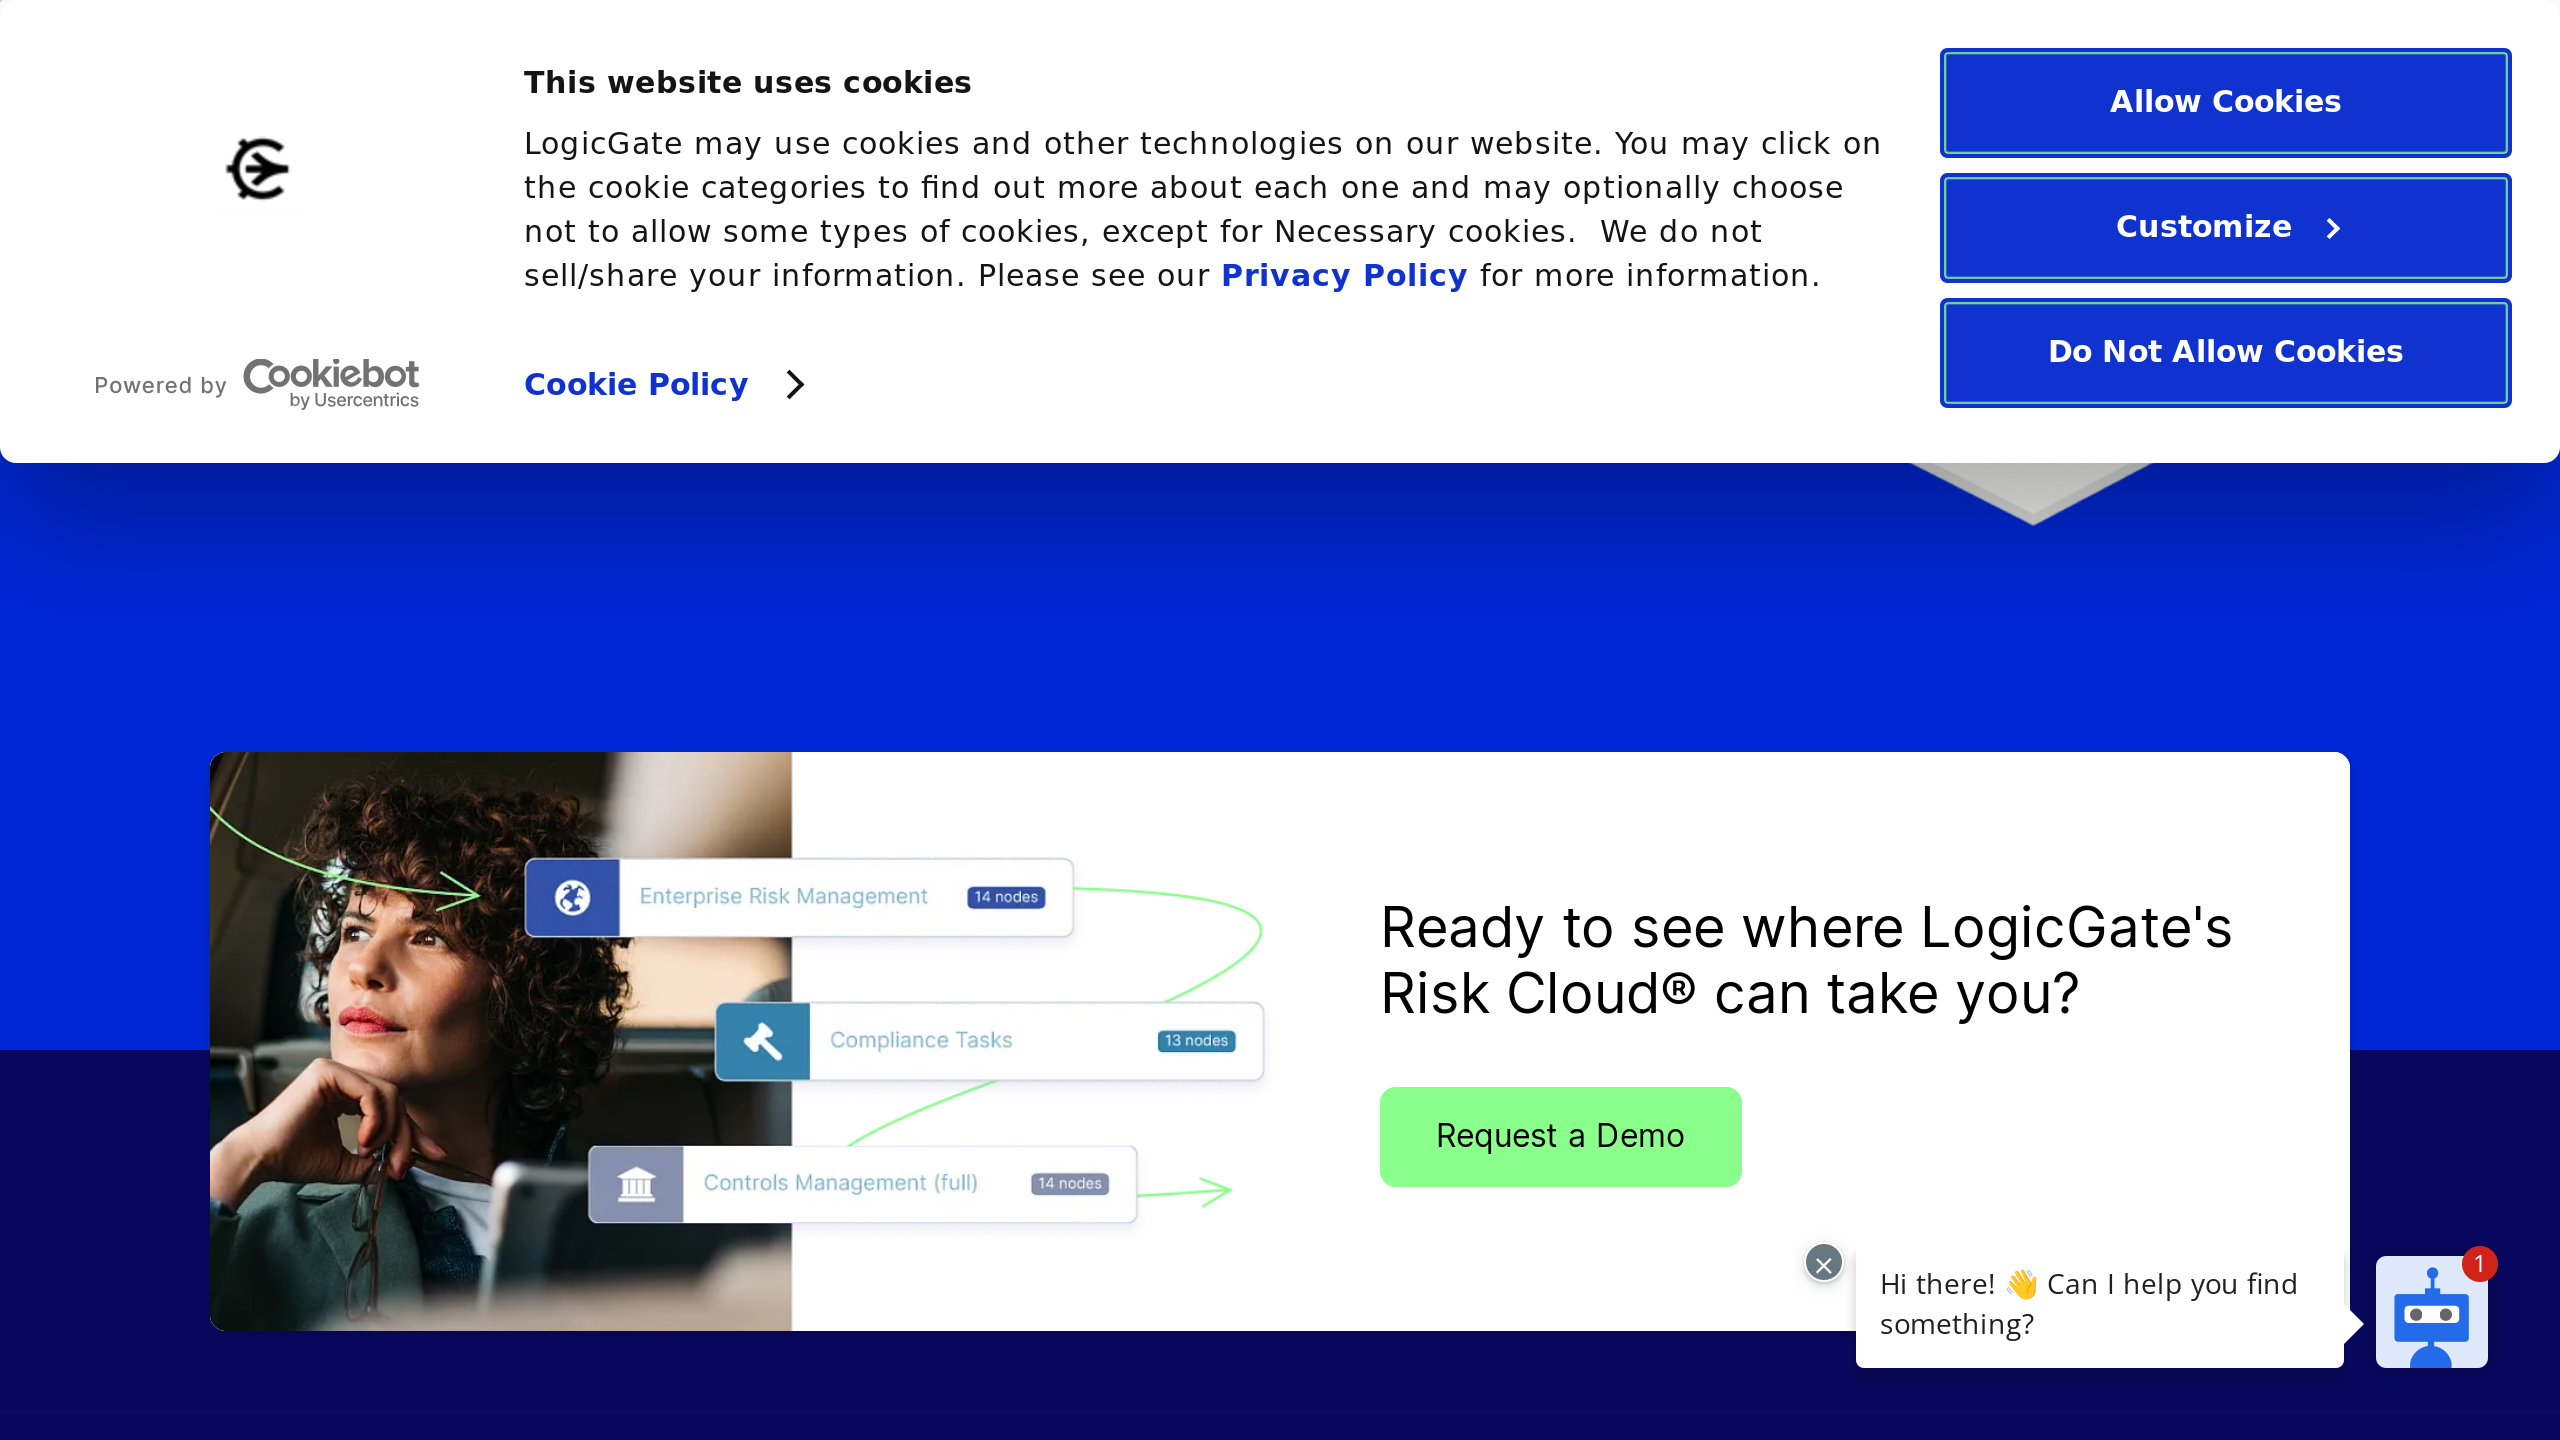 This website uses cookies
LogicGate may use cookies and other technologies on our website. You may click on
the cookie categories to find out more about each one and may optionally choose
not to allow some types of cookies, except for Necessary cookies.  We do not
sell/share your information. Please see our Privacy Policy for more information.
Powered by Cookiebot
by Usercentrics
Cookie Policy
Allow Cookies
Customize
Do Not Allow Cookies
Enterprise Risk Management 14 nodes
Compliance Tasks 13 nodes
Controls Management (full) 14 nodes
Ready to see where LogicGate's
Risk Cloud® can take you?
Request a Demo
Hi there! 👋 Can I help you find
something?
1